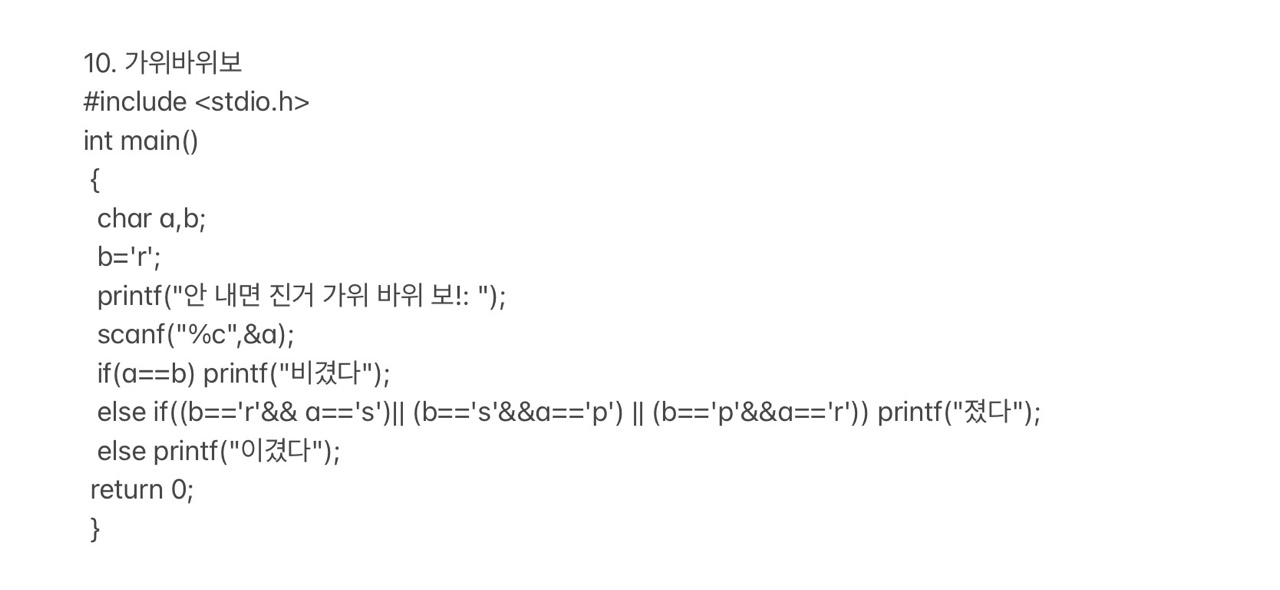 10. 가위바위보
#include <stdio.h>
int main()
{
char a,b;
b='r';
printf("안 내면 진거 가위 바위 보!: ");
scanf("%c",&a);
if(a==b) printf("비겼다");
else if((b=='r'&& a=='s')|| (b=='s'&&a=='p') || (b=='p'&&a=='r')) printf("졌다");
else printf("이겼다");
return 0;
}